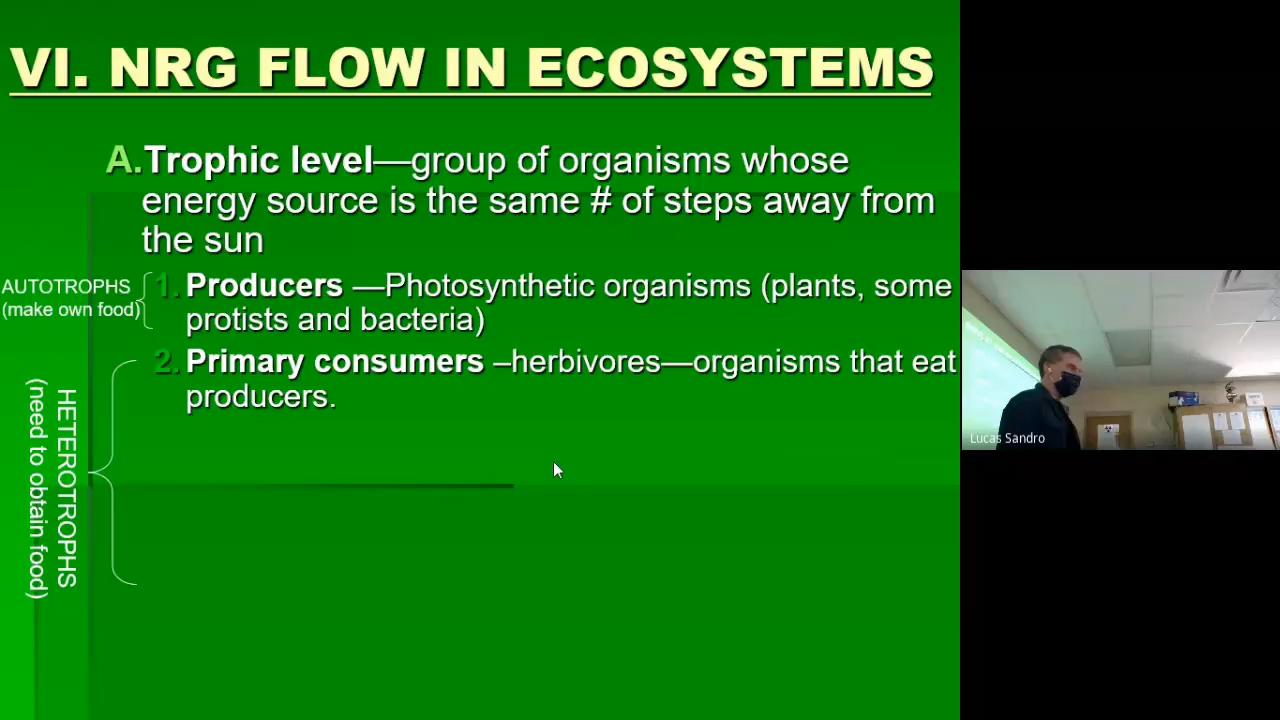 VI. NRG FLOW IN ECOSYSTEMS
A.Trophic level—group of organisms whose
energy source is the same # of steps away from
the sun
AUTOTROPHS
(make own food)
1. Producers —Photosynthetic organisms (plants, some
protists and bacteria)
2. Primary consumers –herbivores—organisms that eat
producers.
HETEROTROPHS
(need to obtain food)
Lucas Sandro